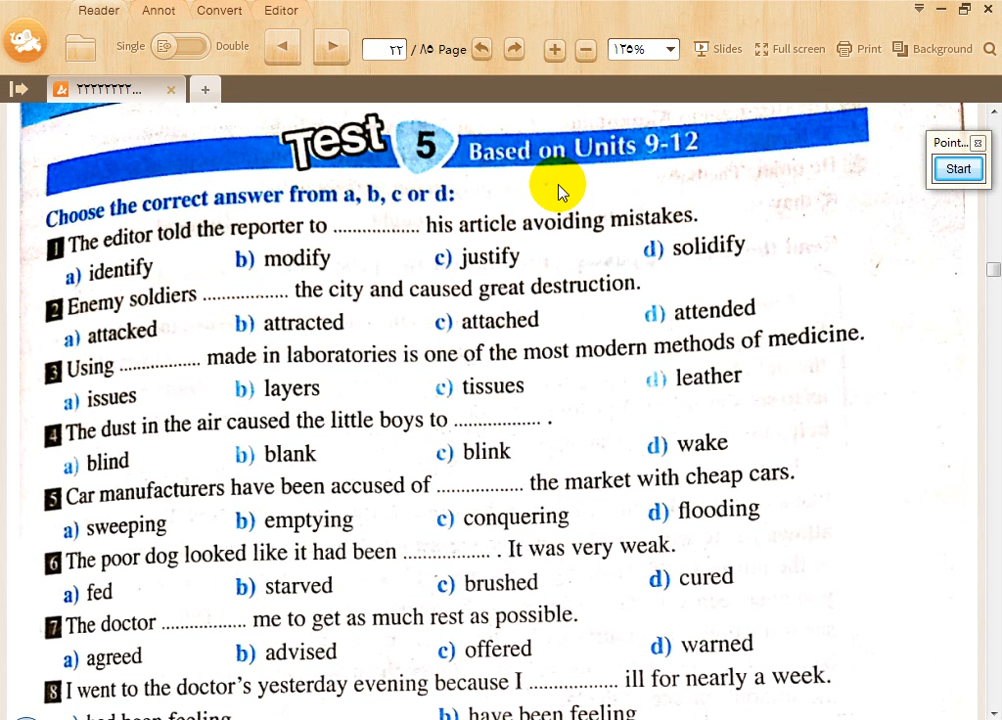 Reader Annot Convert Editor
Single Double ٢٢ / ٨٥ Page ١٢٥% Slides Full screen Print Background
٢٢٢٢٢٢٢٢...
Test 5 Based on Units 9-12
Point...
Start
Choose the correct answer from a, b, c or d:
1 The editor told the reporter to .................. his article avoiding mistakes.
a) identify b) modify c) justify d) solidify
2 Enemy soldiers .................. the city and caused great destruction.
a) attacked b) attracted c) attached d) attended
3 Using .................. made in laboratories is one of the most modern methods of medicine.
a) issues b) layers c) tissues d) leather
4 The dust in the air caused the little boys to .................. .
a) blind b) blank c) blink d) wake
5 Car manufacturers have been accused of .................. the market with cheap cars.
a) sweeping b) emptying c) conquering d) flooding
6 The poor dog looked like it had been .................. . It was very weak.
a) fed b) starved c) brushed d) cured
7 The doctor .................. me to get as much rest as possible.
a) agreed b) advised c) offered d) warned
8 I went to the doctor's yesterday evening because I .................. ill for nearly a week.
a) had been feeling b) have been feeling